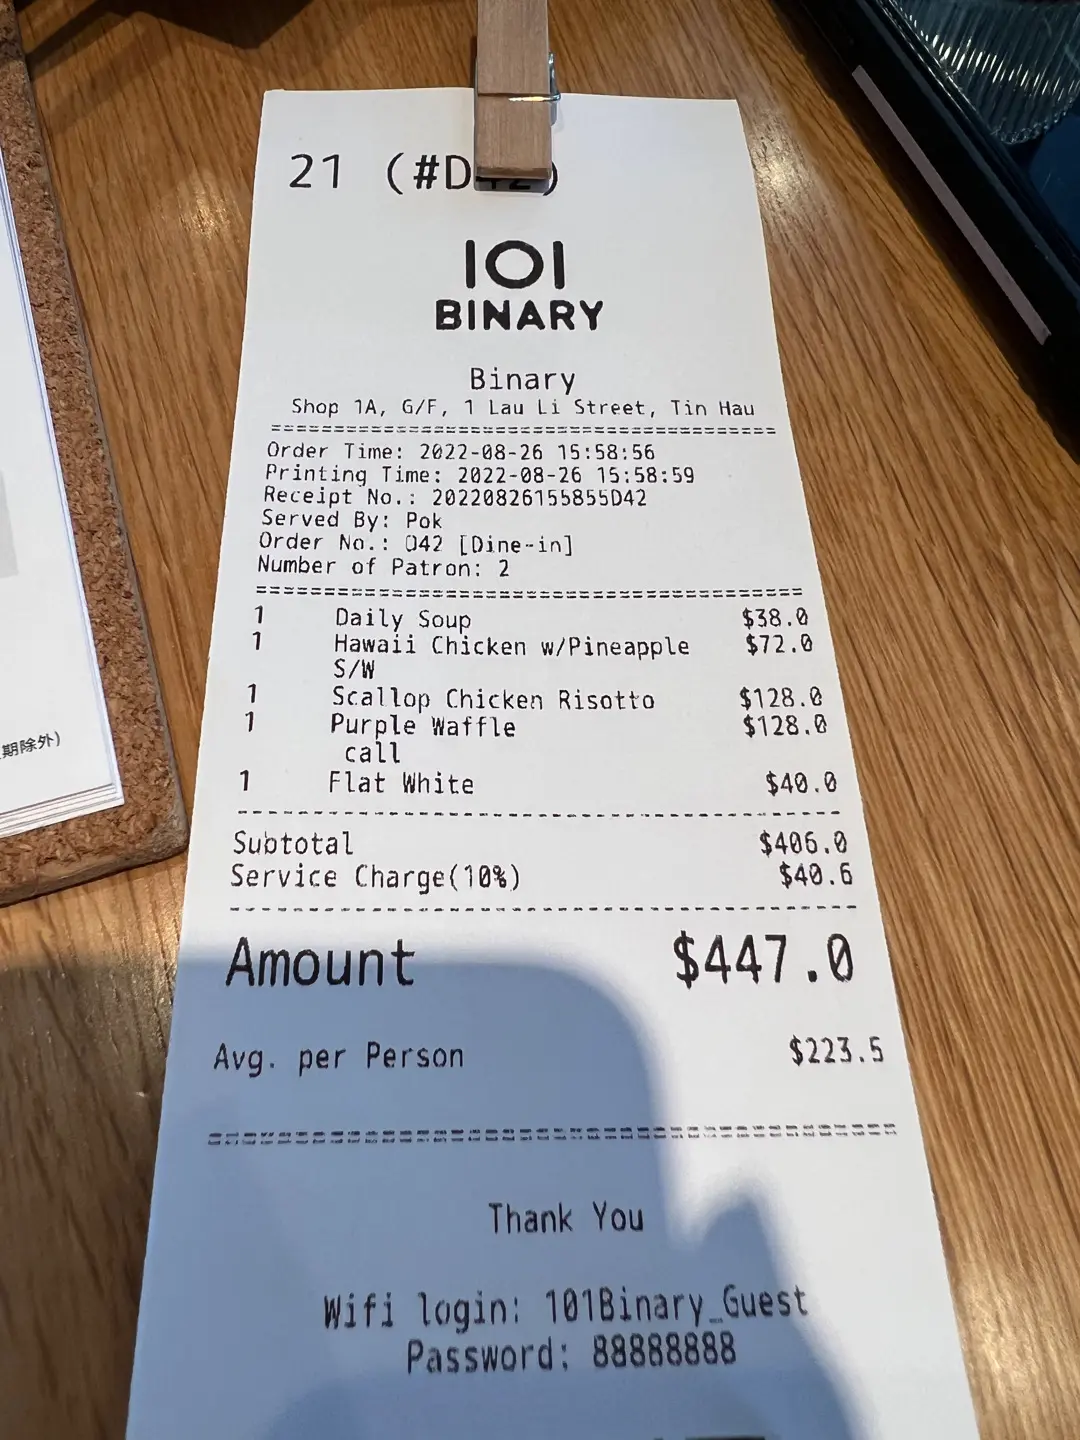 21 (#D42)
101
BINARY
Binary
Shop 1A, G/F, 1 Lau Li Street, Tin Hau
Order Time: 2022-08-26 15:58:56
Printing Time: 2022-08-26 15:58:59
Receipt No.: 20220826155855D42
Served By: Pok
Order No.: D42 [Dine-in]
Number of Patron: 2
1 Daily Soup $38.0
1 Hawaii Chicken w/Pineapple $72.0
S/W
1 Scallop Chicken Risotto $128.0
1 Purple Waffle $128.0
call
1 Flat White $40.0
Subtotal $406.0
Service Charge(10%) $40.6
Amount $447.0
Avg. per Person $223.5
Thank You
Wifi login: 101Binary_Guest
Password: 88888888
期除外)